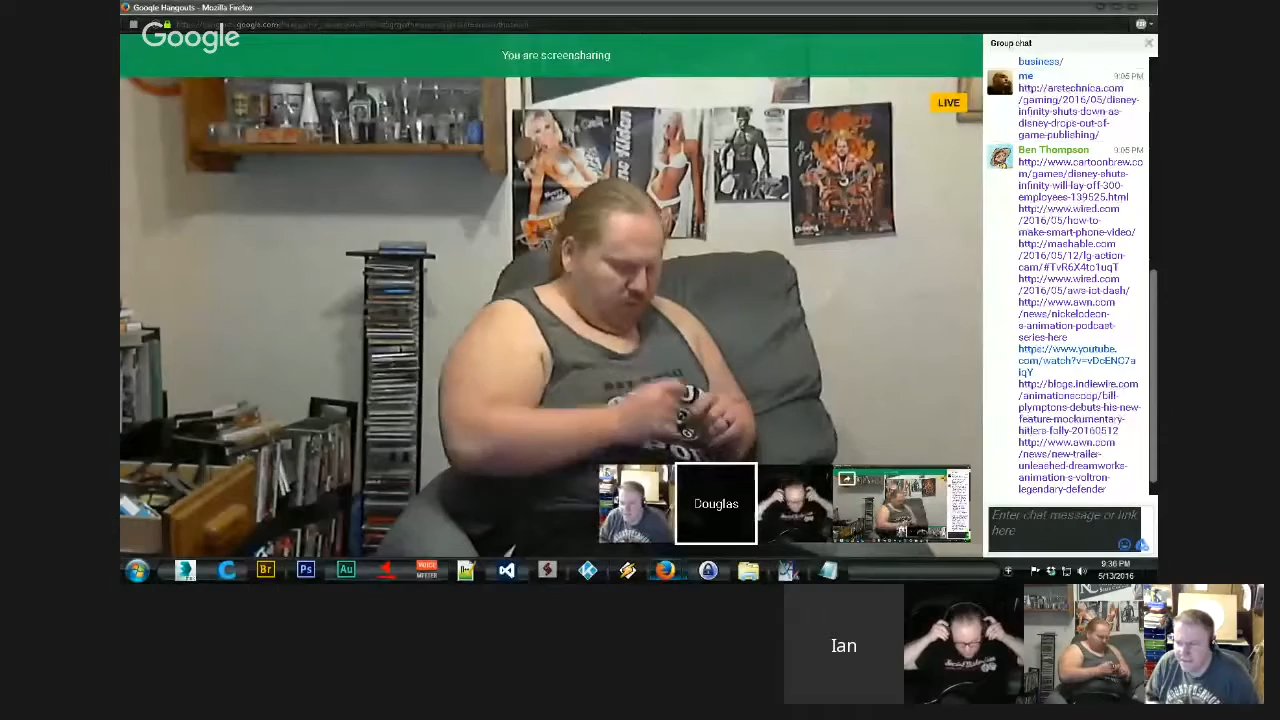 Google Hangouts - Mozilla Firefox
Google
You are screensharing
Group chat
LIVE
business/
me
9:05 PM
http://arstechnica.com
/gaming/2016/05/disney-
infinity-shuts-down-as-
disney-drops-out-of-
game-publishing/
Ben Thompson
9:05 PM
http://www.cartoonbrew.co
m/games/disney-shuts-
infinity-will-lay-off-300-
employees-139525.html
http://www.wired.com
/2016/05/how-to-
make-smart-phone-video/
http://mashable.com
/2016/05/12/lg-action-
cam/#TvR6X4to1uqT
http://www.wired.com
/2016/05/aws-iot-dash/
http://www.awn.com
/news/nickelodeon-
s-animation-podcast-
series-here
https://www.youtube.
com/watch?v=vDcENC7a
iqY
http://blogs.indiewire.com
/animationscoop/bill-
plymptons-debuts-his-new-
feature-mockumentary-
hitlers-folly-20160512
http://www.awn.com
/news/new-trailer-
unleashed-dreamworks-
animation-s-voltron-
legendary-defender
Douglas
Enter chat message or link
here
Br
Ps
Au
9:36 PM
5/13/2016
Ian